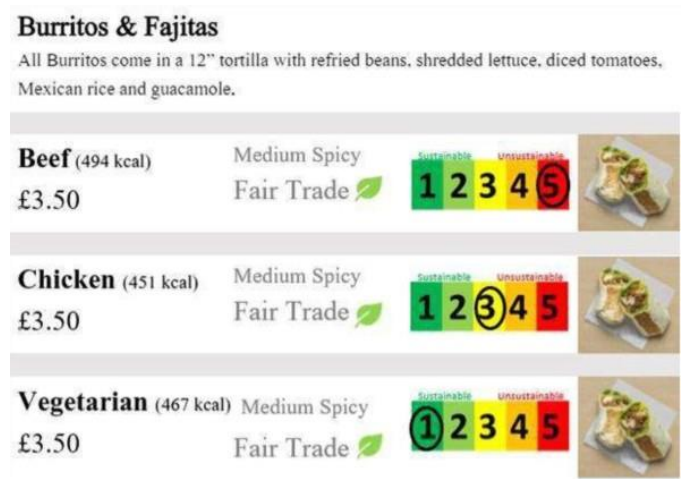 Burritos & Fajitas
All Burritos come in a 12” tortilla with refried beans, shredded lettuce, diced tomatoes,
Mexican rice and guacamole.
Beef (494 kcal)
£3.50
Medium Spicy
Fair Trade
Sustainable Unsustainable
1 2 3 4 5
Chicken (451 kcal)
£3.50
Medium Spicy
Fair Trade
Sustainable Unsustainable
1 2 3 4 5
Vegetarian (467 kcal)
£3.50
Medium Spicy
Fair Trade
Sustainable Unsustainable
1 2 3 4 5